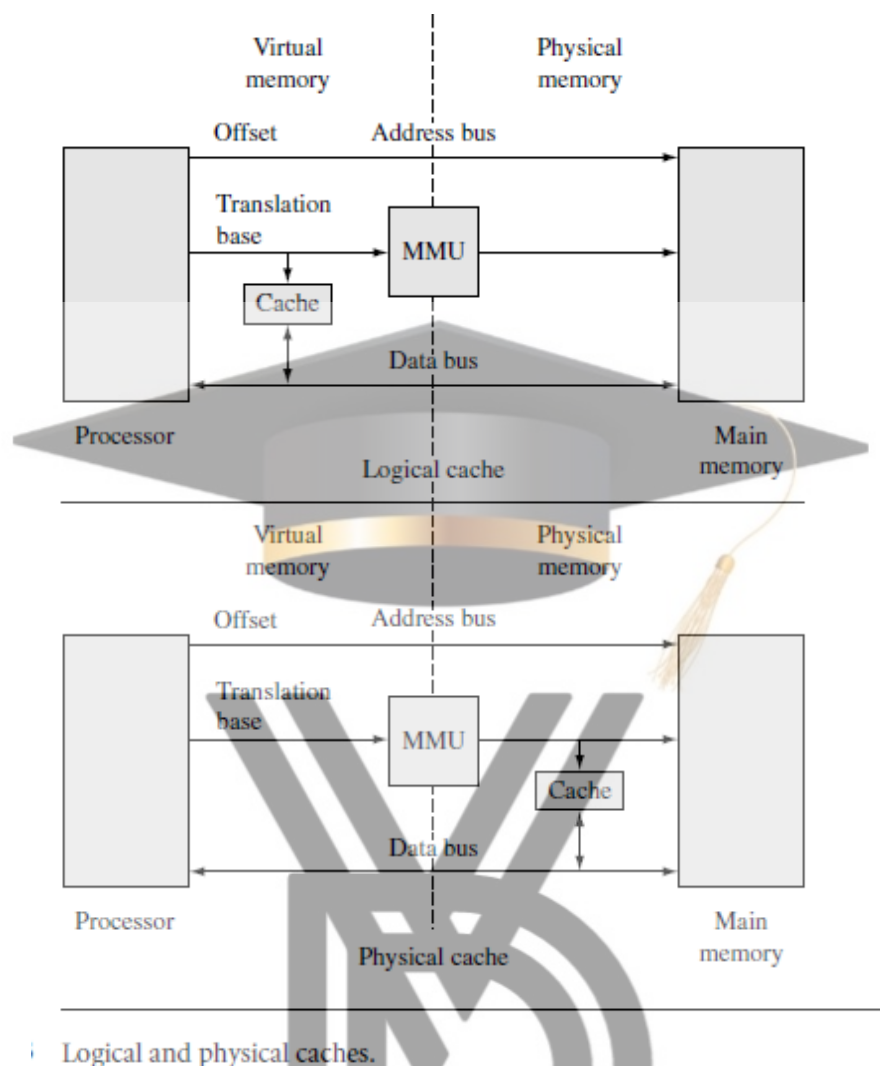 Virtual
memory
Physical
memory
Offset
Address bus
Translation
base
MMU
Cache
Data bus
Processor
Main
memory
Logical cache
Virtual
memory
Physical
memory
Offset
Address bus
Translation
base
MMU
Cache
Data bus
Processor
Main
memory
Physical cache
Logical and physical caches.